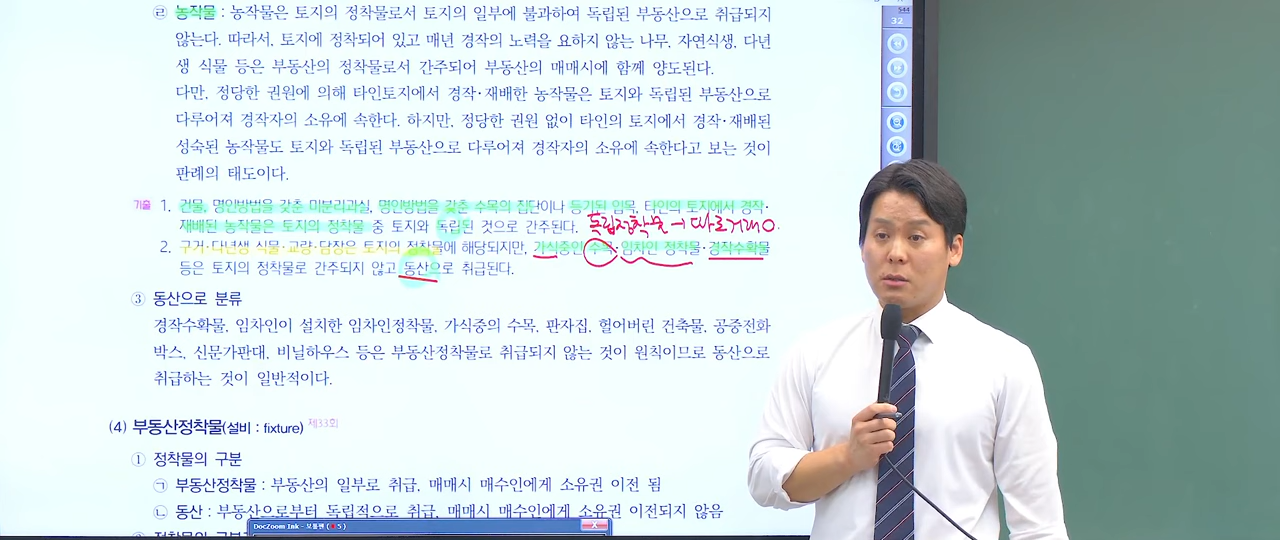 ㉣ 농작물 : 농작물은 토지의 정착물로서 토지의 일부에 불과하여 독립된 부동산으로 취급되지
않는다. 따라서, 토지에 정착되어 있고 매년 경작의 노력을 요하지 않는 나무, 자연식생, 다년
생 식물 등은 부동산의 정착물로서 간주되어 부동산의 매매시에 함께 양도된다.
다만, 정당한 권원에 의해 타인토지에서 경작·재배한 농작물은 토지와 독립된 부동산으로
다루어져 경작자의 소유에 속한다. 하지만, 정당한 권원 없이 타인의 토지에서 경작·재배된
성숙된 농작물도 토지와 독립된 부동산으로 다루어져 경작자의 소유에 속한다고 보는 것이
판례의 태도이다.
기출 1. 건물, 명인방법을 갖춘 미분리과실, 명인방법을 갖춘 수목의 집단이나 등기된 입목, 타인의 토지에서 경작·
재배된 농작물은 토지의 정착물 중 토지와 독립된 것으로 간주된다. 독립정착물 → 따로거래O
2. 구거·다년생 식물·교량·담장은 토지의 정착물에 해당되지만, 가식중인 수목·임차인 정착물·경작수확물
등은 토지의 정착물로 간주되지 않고 동산으로 취급된다.
③ 동산으로 분류
경작수확물, 임차인이 설치한 임차인정착물, 가식중의 수목, 판자집, 헐어버린 건축물, 공중전화
박스, 신문가판대, 비닐하우스 등은 부동산정착물로 취급되지 않는 것이 원칙이므로 동산으로
취급하는 것이 일반적이다.
(4) 부동산정착물(설비 : fixture) 제33회
① 정착물의 구분
㉠ 부동산정착물 : 부동산의 일부로 취급, 매매시 매수인에게 소유권 이전 됨
㉡ 동산 : 부동산으로부터 독립적으로 취급, 매매시 매수인에게 소유권 이전되지 않음
DocZoom Ink - 보통펜 ( 5 )
544
32